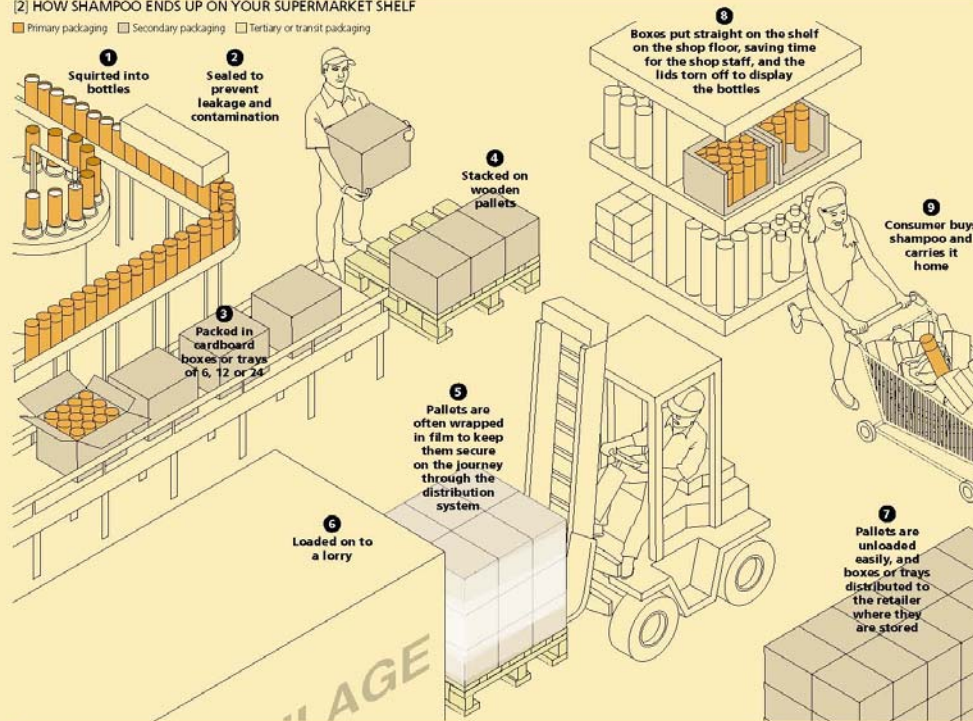 [2] HOW SHAMPOO ENDS UP ON YOUR SUPERMARKET SHELF
Primary packaging Secondary packaging Tertiary or transit packaging
1
Squirted into
bottles
2
Sealed to
prevent
leakage and
contamination
3
Packed in
cardboard
boxes or trays
of 6, 12 or 24
4
Stacked on
wooden
pallets
5
Pallets are
often wrapped
in film to keep
them secure
on the journey
through the
distribution
system
6
Loaded on to
a lorry
7
Pallets are
unloaded
easily, and
boxes or trays
distributed to
the retailer
where they
are stored
8
Boxes put straight on the shelf
on the shop floor, saving time
for the shop staff, and the
lids torn off to display
the bottles
9
Consumer buys
shampoo and
carries it
home